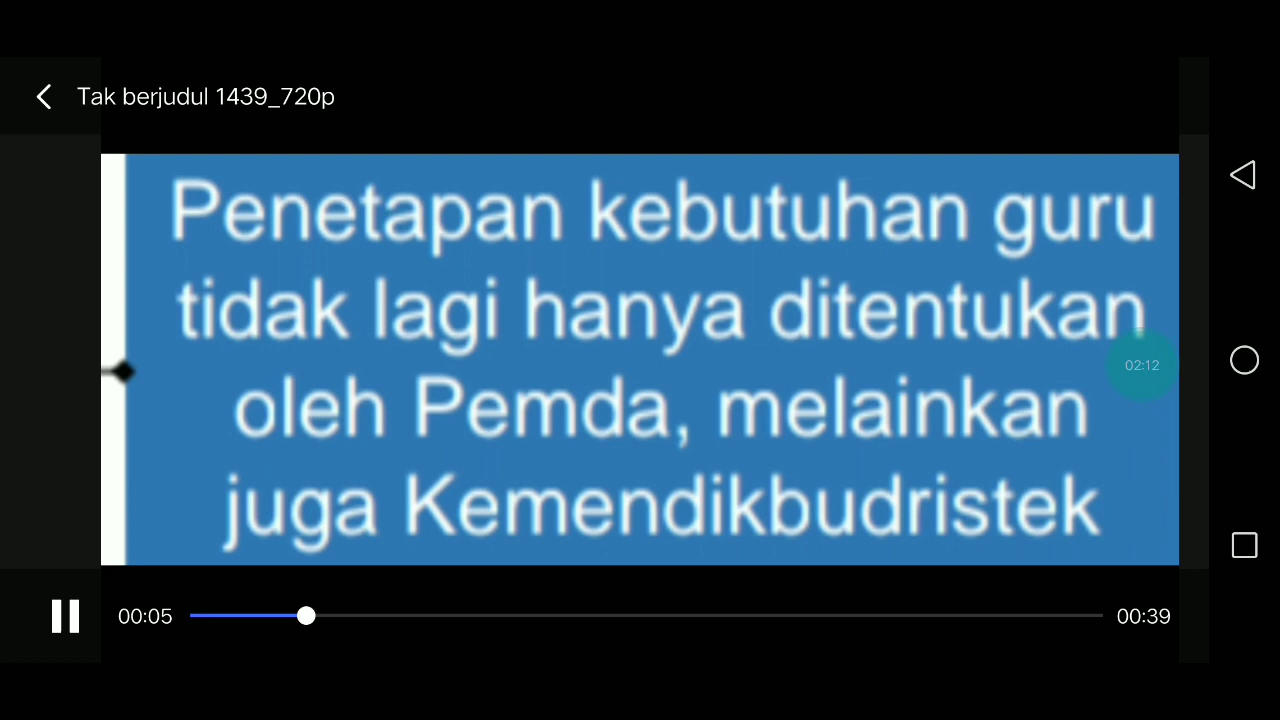 Tak berjudul 1439_720p
Penetapan kebutuhan guru
tidak lagi hanya ditentukan
oleh Pemda, melainkan
juga Kemendikbudristek
02:12
00:05
00:39